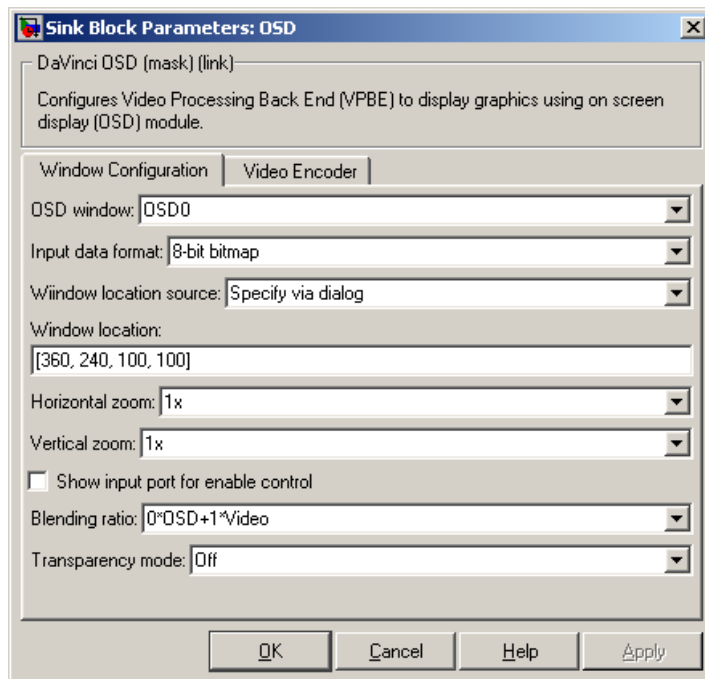 Sink Block Parameters: OSD
DaVinci OSD (mask) (link)
Configures Video Processing Back End (VPBE) to display graphics using on screen
display (OSD) module.
Window Configuration
Video Encoder
OSD window: OSD0
Input data format: 8-bit bitmap
Wiindow location source: Specify via dialog
Window location:
[360, 240, 100, 100]
Horizontal zoom: 1x
Vertical zoom: 1x
Show input port for enable control
Blending ratio: 0*OSD+1*Video
Transparency mode: Off
OK Cancel Help Apply